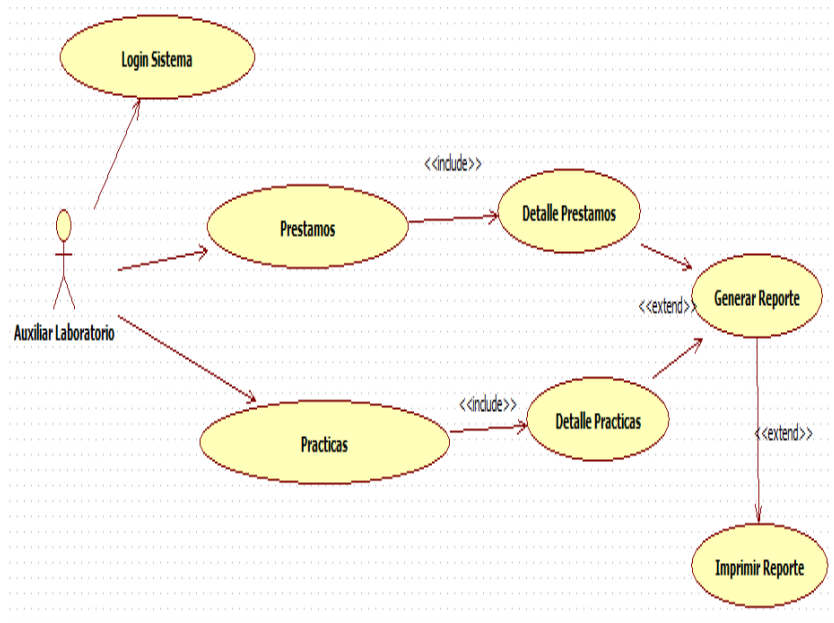 Login Sistema
<<include>>
Prestamos
Detalle Prestamos
Auxiliar Laboratorio
Generar Reporte
<<extend>>
<<include>>
Detalle Practicas
Practicas
<<extend>>
Imprimir Reporte